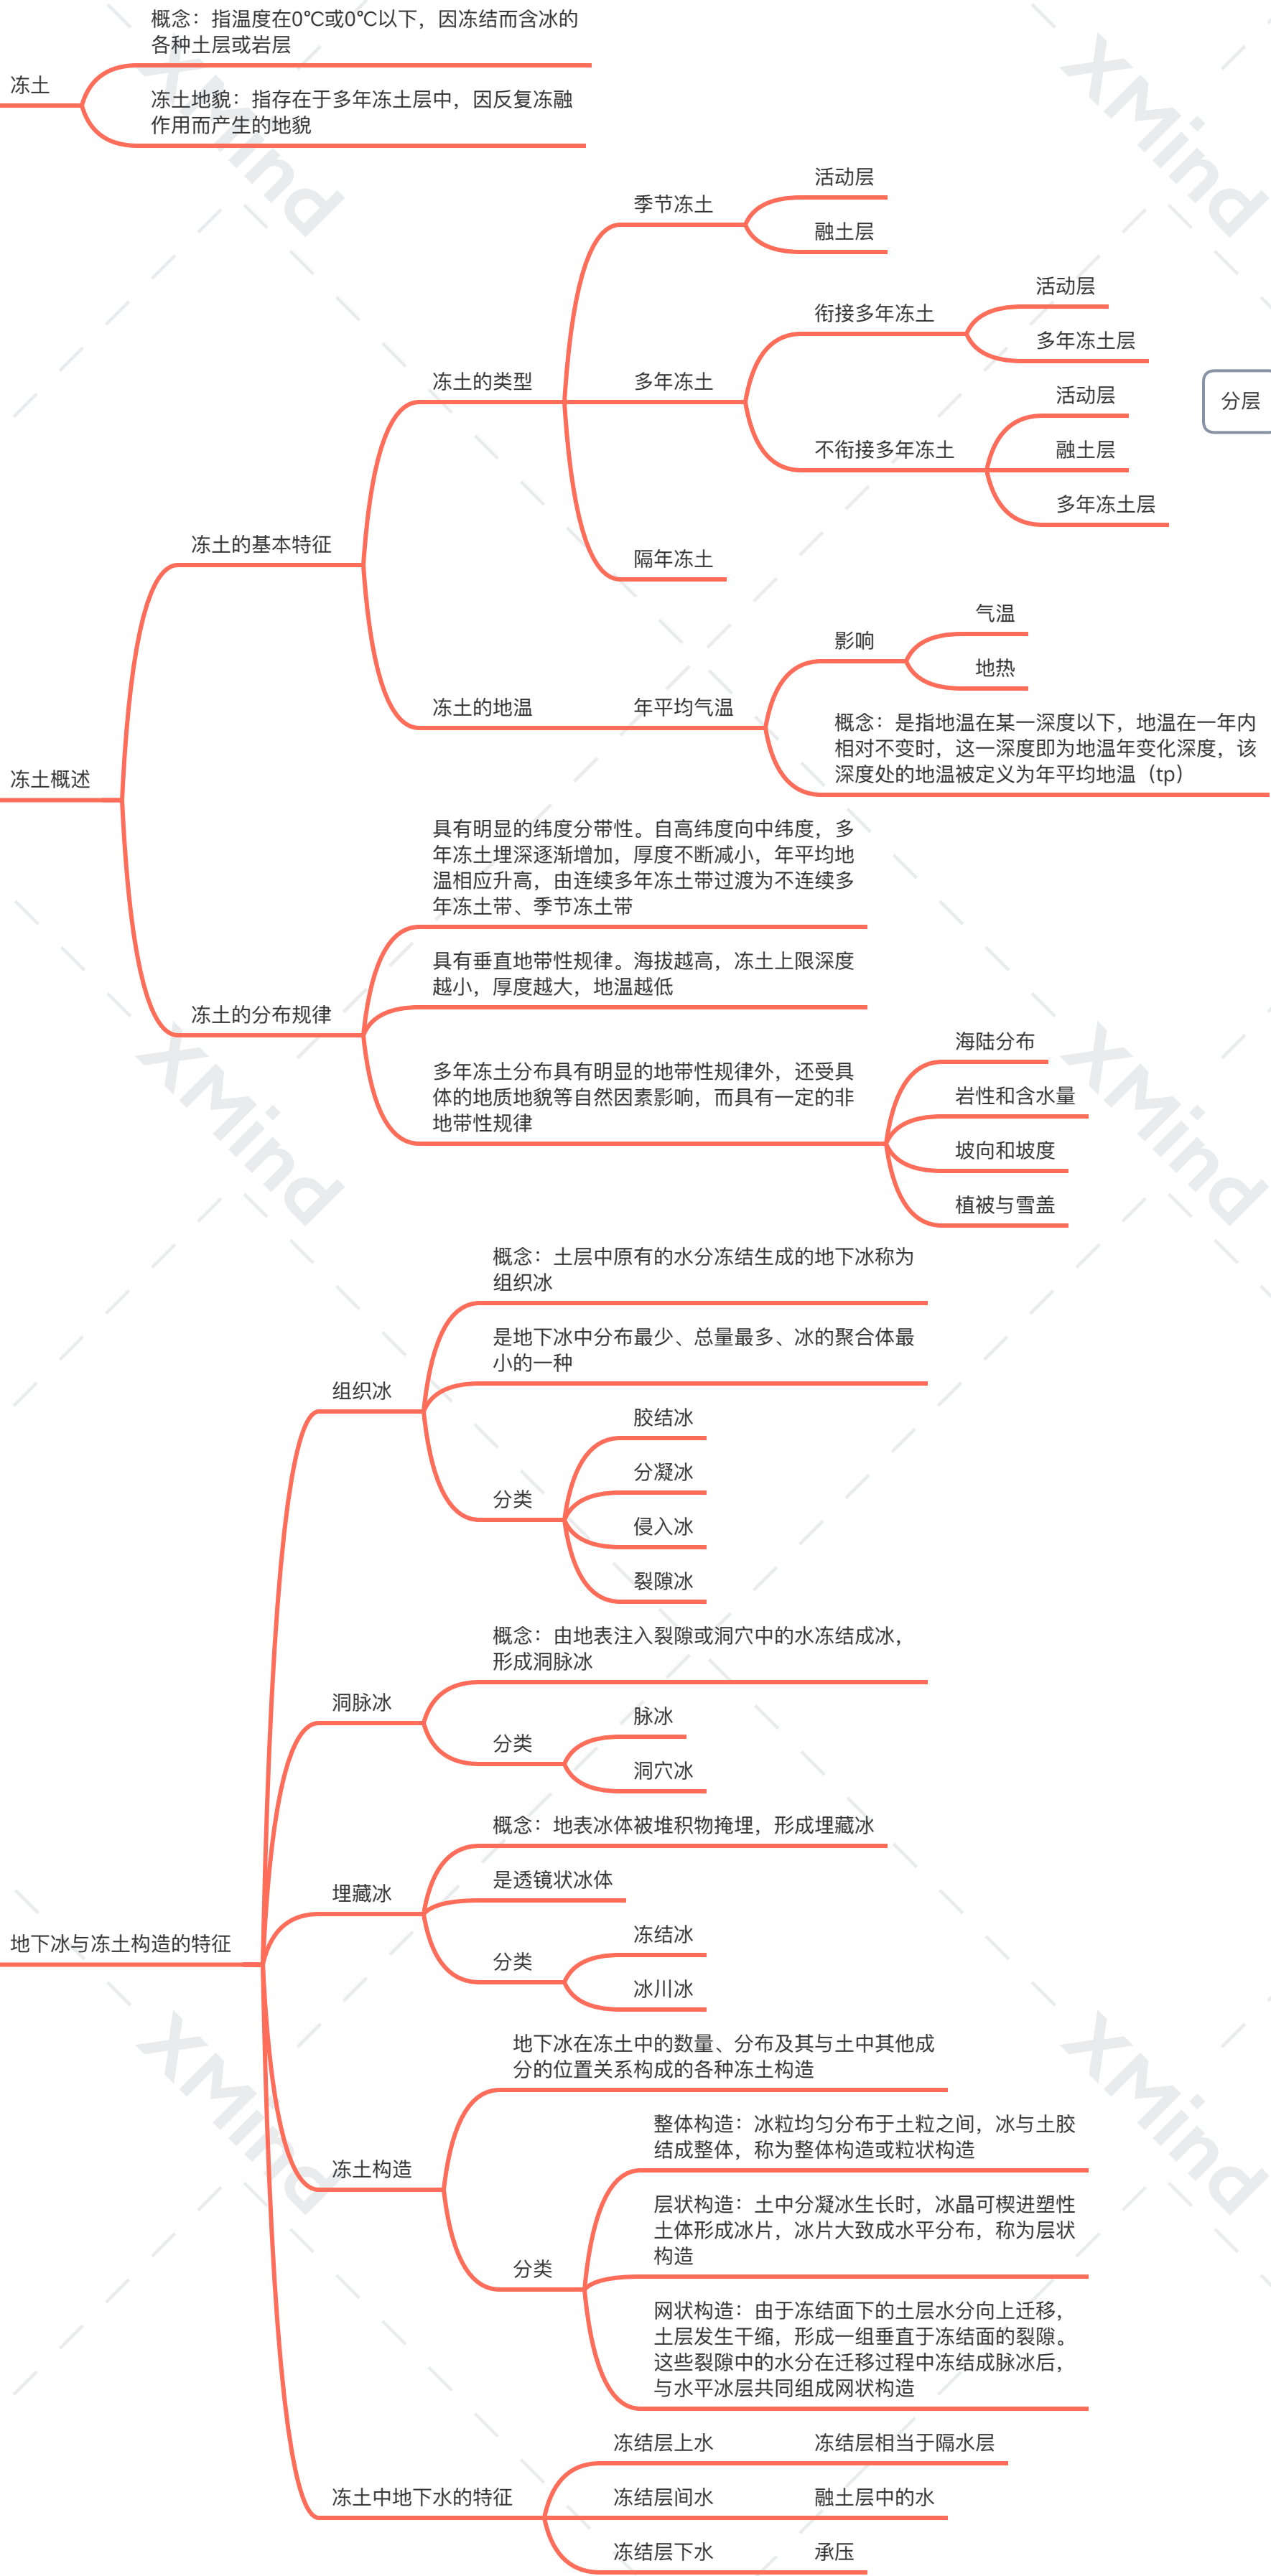 概念：指温度在0℃或0℃以下，因冻结而含冰的
各种土层或岩层
冻土
冻土地貌：指存在于多年冻土层中，因反复冻融
作用而产生的地貌
活动层
季节冻土
融土层
活动层
衔接多年冻土
多年冻土层
冻土的类型
多年冻土
活动层
分层
不衔接多年冻土
融土层
多年冻土层
冻土的基本特征
隔年冻土
气温
影响
地热
冻土的地温
年平均气温
概念：是指地温在某一深度以下，地温在一年内
相对不变时，这一深度即为地温年变化深度，该
深度处的地温被定义为年平均地温（tp）
冻土概述
具有明显的纬度分带性。自高纬度向中纬度，多
年冻土埋深逐渐增加，厚度不断减小，年平均地
温相应升高，由连续多年冻土带过渡为不连续多
年冻土带、季节冻土带
具有垂直地带性规律。海拔越高，冻土上限深度
越小，厚度越大，地温越低
冻土的分布规律
海陆分布
多年冻土分布具有明显的地带性规律外，还受具
体的地质地貌等自然因素影响，而具有一定的非
地带性规律
岩性和含水量
坡向和坡度
植被与雪盖
概念：土层中原有的水分冻结生成的地下冰称为
组织冰
是地下冰中分布最少、总量最多、冰的聚合体最
小的一种
组织冰
胶结冰
分凝冰
分类
侵入冰
裂隙冰
概念：由地表注入裂隙或洞穴中的水冻结成冰，
形成洞脉冰
洞脉冰
脉冰
分类
洞穴冰
概念：地表冰体被堆积物掩埋，形成埋藏冰
是透镜状冰体
埋藏冰
冻结冰
分类
冰川冰
地下冰与冻土构造的特征
地下冰在冻土中的数量、分布及其与土中其他成
分的位置关系构成的各种冻土构造
整体构造：冰粒均匀分布于土粒之间，冰与土胶
结成整体，称为整体构造或粒状构造
冻土构造
层状构造：土中分凝冰生长时，冰晶可楔进塑性
土体形成冰片，冰片大致成水平分布，称为层状
构造
分类
网状构造：由于冻结面下的土层水分向上迁移，
土层发生干缩，形成一组垂直于冻结面的裂隙。
这些裂隙中的水分在迁移过程中冻结成脉冰后，
与水平冰层共同组成网状构造
冻结层上水
冻结层相当于隔水层
冻土中地下水的特征
冻结层间水
融土层中的水
冻结层下水
承压
XMind
XMind
XMind
XMind
XMind
XMind